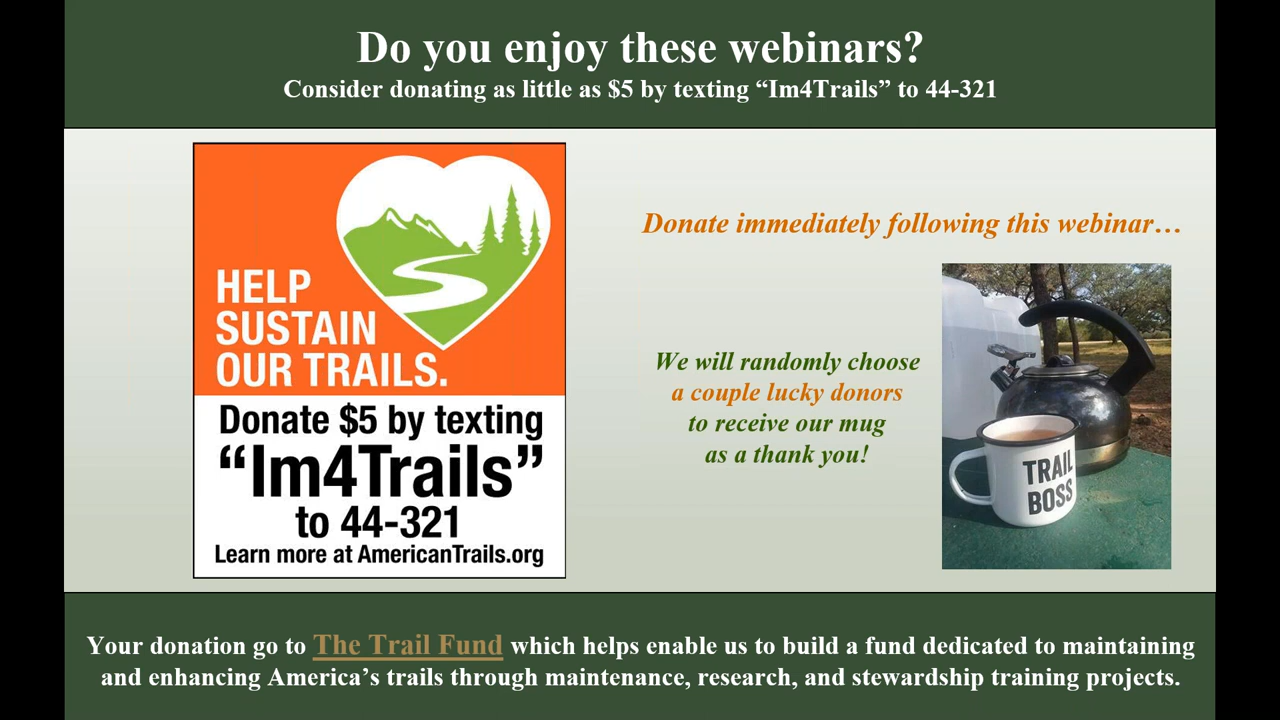 Do you enjoy these webinars?
Consider donating as little as $5 by texting “Im4Trails” to 44-321
HELP
SUSTAIN
OUR TRAILS.
Donate $5 by texting
“Im4Trails”
to 44-321
Learn more at AmericanTrails.org
Donate immediately following this webinar…
We will randomly choose
a couple lucky donors
to receive our mug
as a thank you!
TRAIL
BOSS
Your donation go to The Trail Fund which helps enable us to build a fund dedicated to maintaining
and enhancing America’s trails through maintenance, research, and stewardship training projects.